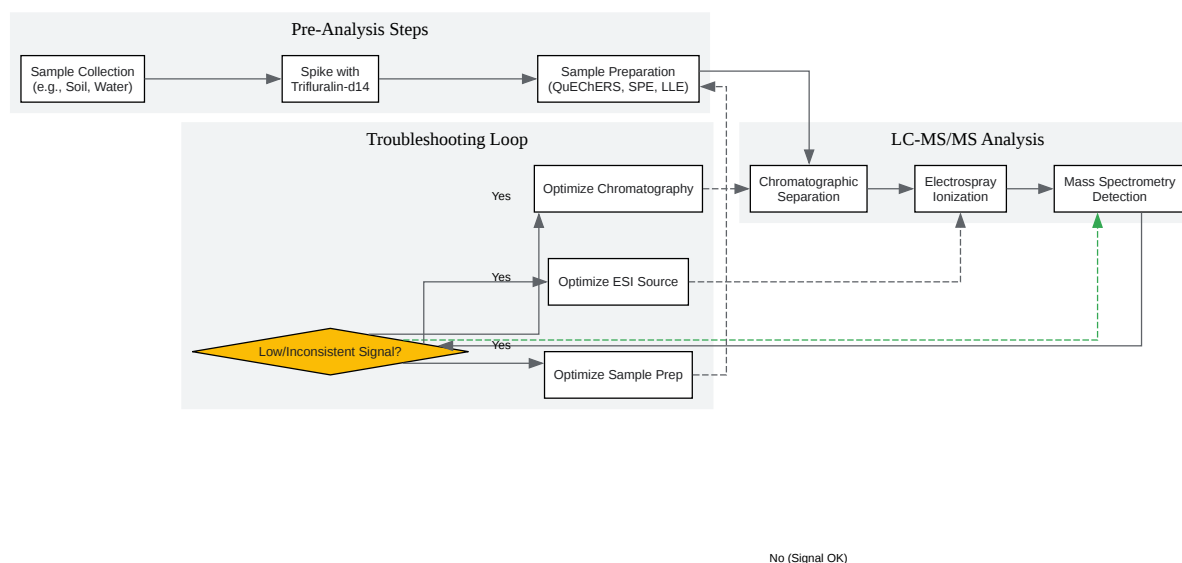 Pre-Analysis Steps
Sample Collection
(e.g., Soil, Water)
Spike with
Trifluralin-d14
Sample Preparation
(QuEChERS, SPE, LLE)
Troubleshooting Loop
LC-MS/MS Analysis
Yes
Optimize Chromatography
Chromatographic
Separation
Electrospray
Ionization
Mass Spectrometry
Detection
Yes
Optimize ESI Source
Low/Inconsistent Signal?
Yes
Optimize Sample Prep
No (Signal OK)